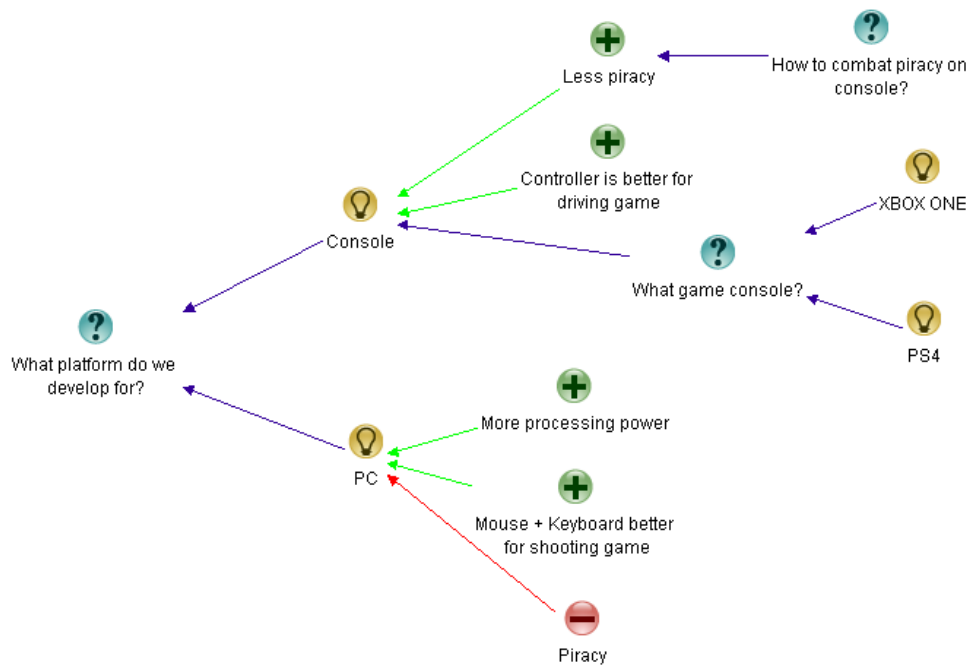 Less piracy
How to combat piracy on
console?
Controller is better for
driving game
XBOX ONE
Console
What game console?
PS4
What platform do we
develop for?
More processing power
PC
Mouse + Keyboard better
for shooting game
Piracy